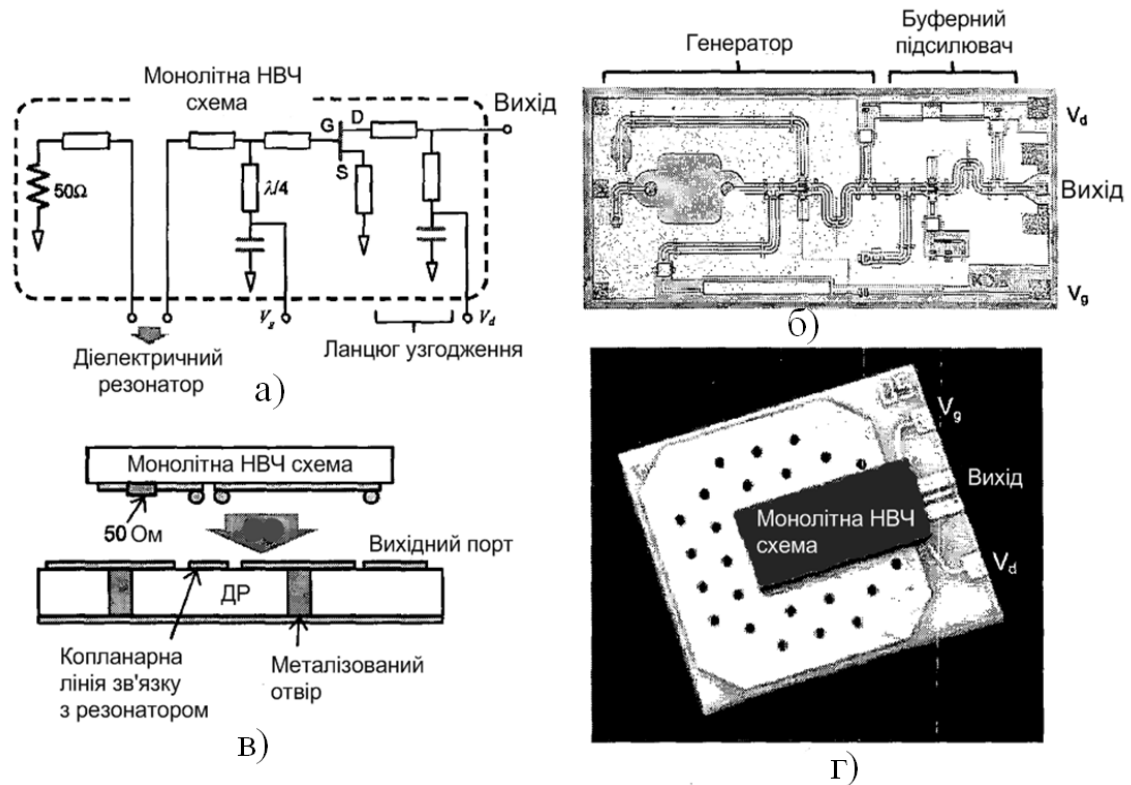 Монолітна НВЧ
схема
Вихід
G
D
S
50Ω
λ/4
Vg
Vd
Діелектричний
резонатор
Ланцюг узгодження
а)
Генератор
Буферний
підсилювач
Vd
Вихід
Vg
б)
Монолітна НВЧ схема
50 Ом
Вихідний порт
ДР
Копланарна
лінія зв'язку
з резонатором
Металізований
отвір
в)
Vg
Вихід
Монолітна НВЧ
схема
Vd
г)